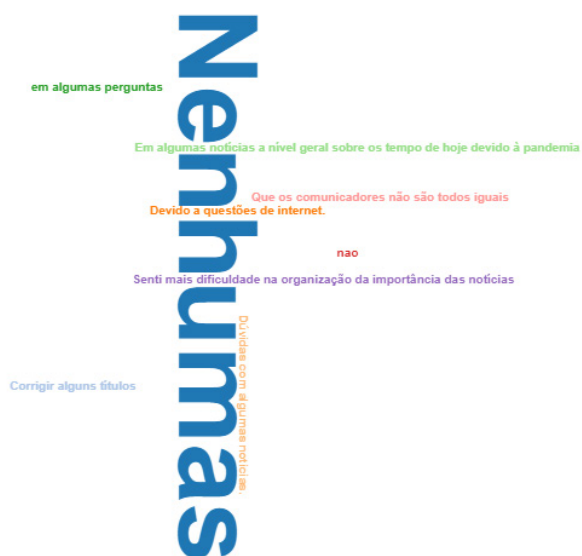 Nenhumas
em algumas perguntas
Em algumas notícias a nível geral sobre os tempo de hoje devido à pandemia
Que os comunicadores não são todos iguais
Devido a questões de internet.
nao
Senti mais dificuldade na organização da importância das notícias
Dúvidas com algumas notícias.
Corrigir alguns títulos